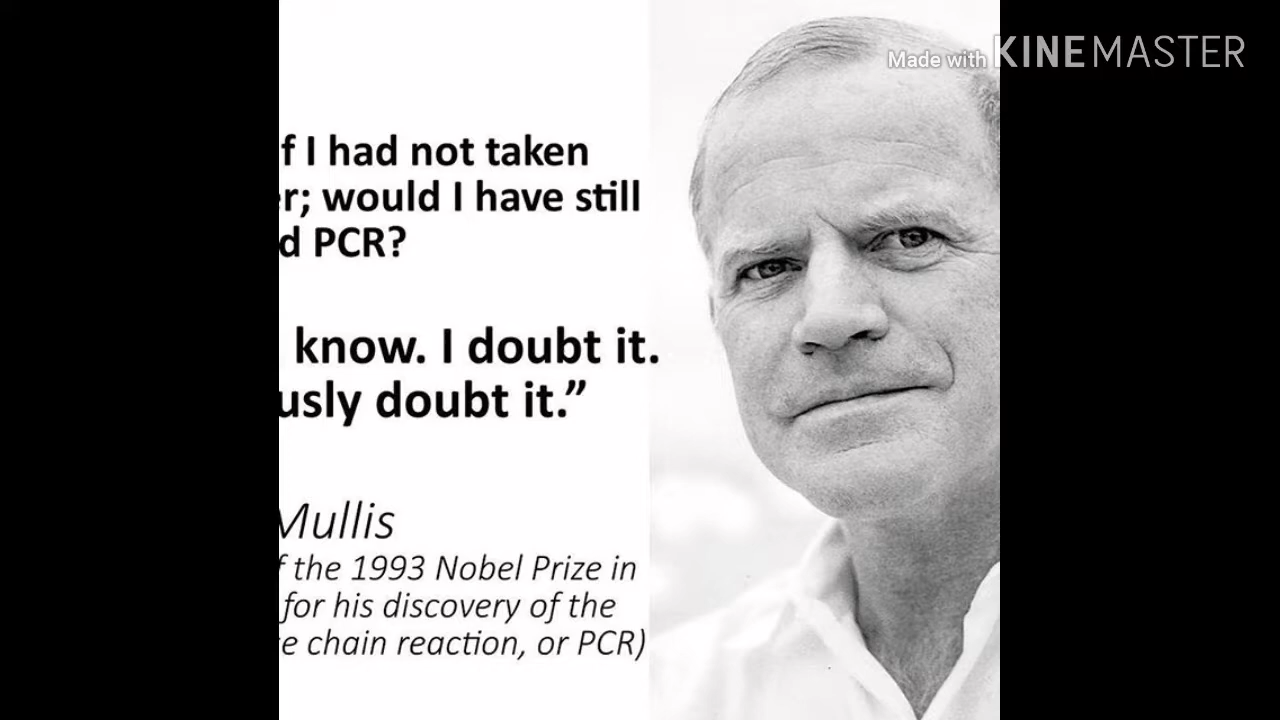 Made with KINEMASTER
f I had not taken
r; would I have still
d PCR?
know. I doubt it.
usly doubt it.”
Mullis
f the 1993 Nobel Prize in
for his discovery of the
e chain reaction, or PCR)